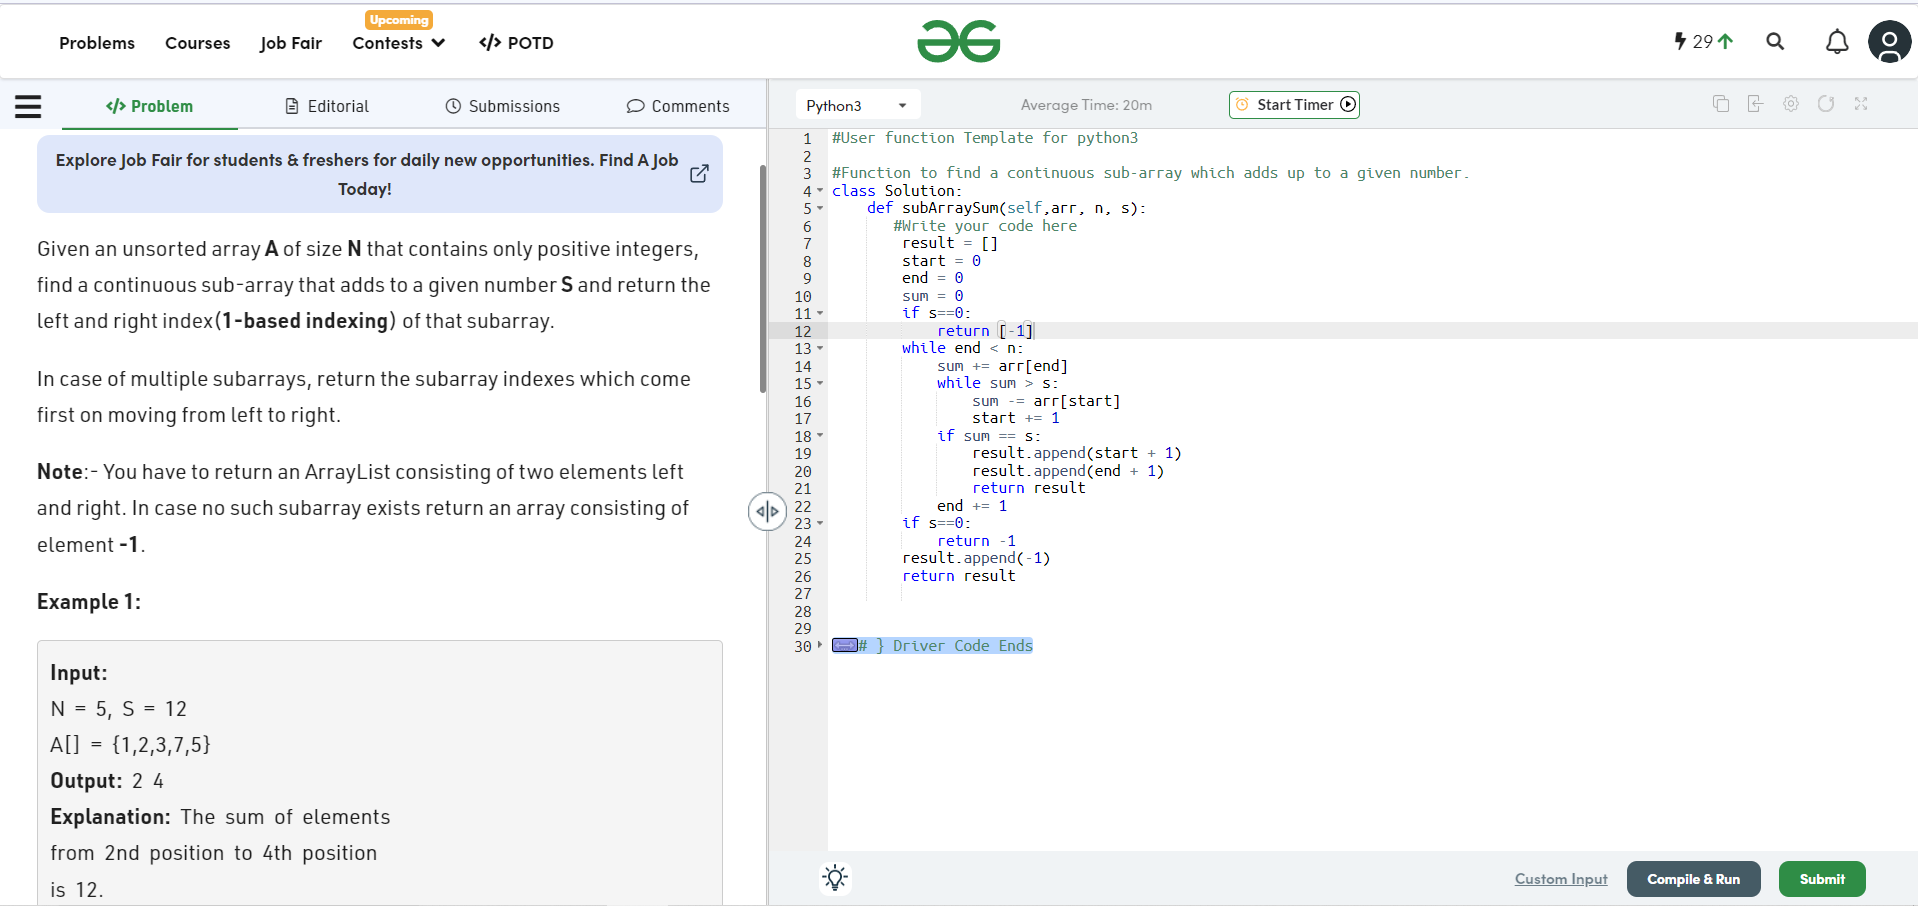 Problems Courses Job Fair Contests </> POTD
Upcoming
29
</> Problem Editorial Submissions Comments
Explore Job Fair for students & freshers for daily new opportunities. Find A Job
Today!
Given an unsorted array A of size N that contains only positive integers,
find a continuous sub-array that adds to a given number S and return the
left and right index(1-based indexing) of that subarray.
In case of multiple subarrays, return the subarray indexes which come
first on moving from left to right.
Note:- You have to return an ArrayList consisting of two elements left
and right. In case no such subarray exists return an array consisting of
element -1.
Example 1:
Input:
N = 5, S = 12
A[] = {1,2,3,7,5}
Output: 2 4
Explanation: The sum of elements
from 2nd position to 4th position
is 12.
Python3 Average Time: 20m Start Timer
1 #User function Template for python3
2
3 #Function to find a continuous sub-array which adds up to a given number.
4 class Solution:
5 def subArraySum(self,arr, n, s):
6 #Write your code here
7 result = []
8 start = 0
9 end = 0
10 sum = 0
11 if s==0:
12 return [-1]
13 while end < n:
14 sum += arr[end]
15 while sum > s:
16 sum -= arr[start]
17 start += 1
18 if sum == s:
19 result.append(start + 1)
20 result.append(end + 1)
21 return result
22 end += 1
23 if s==0:
24 return -1
25 result.append(-1)
26 return result
27
28
29
30 # } Driver Code Ends
Custom Input Compile & Run Submit